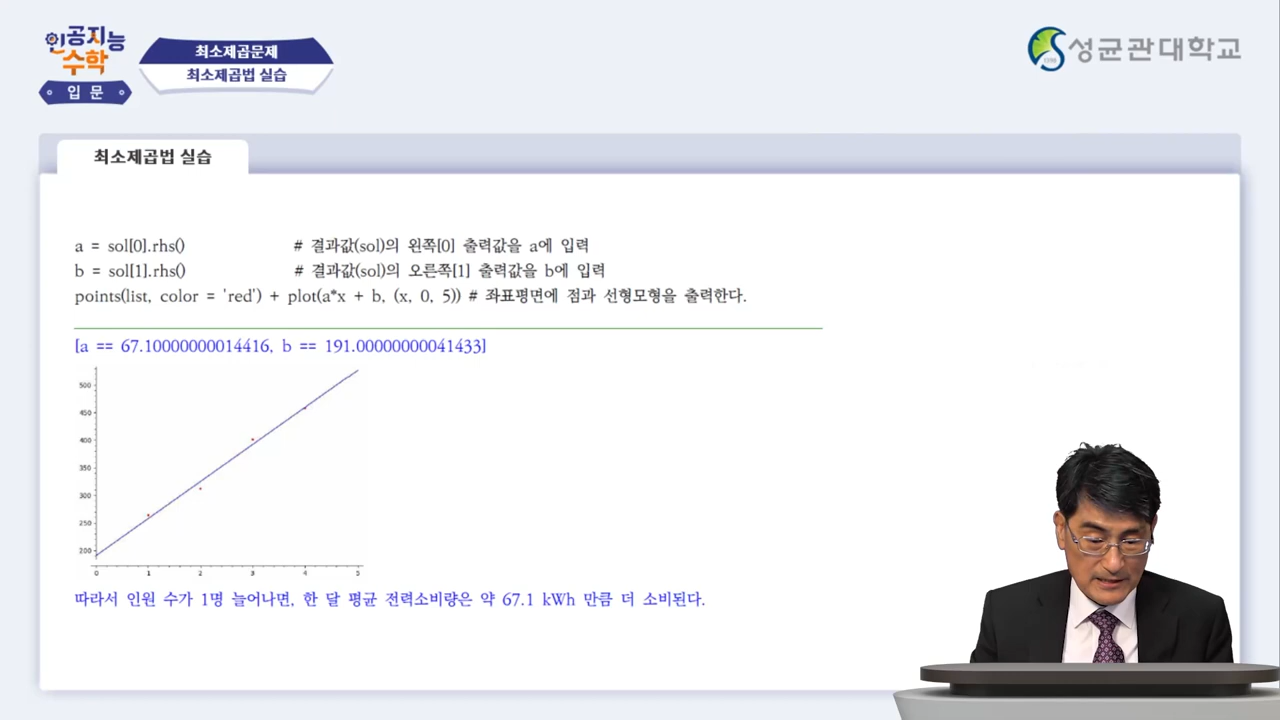 인공지능
수학
입문
최소제곱문제
최소제곱법 실습
성균관대학교
1398
최소제곱법 실습
a = sol[0].rhs() # 결과값(sol)의 왼쪽[0] 출력값을 a에 입력
b = sol[1].rhs() # 결과값(sol)의 오른쪽[1] 출력값을 b에 입력
points(list, color = 'red') + plot(a*x + b, (x, 0, 5)) # 좌표평면에 점과 선형모형을 출력한다.
[a == 67.10000000014416, b == 191.00000000041433]
500
450
400
350
300
250
200
0 1 2 3 4 5
따라서 인원 수가 1명 늘어나면, 한 달 평균 전력소비량은 약 67.1 kWh 만큼 더 소비된다.